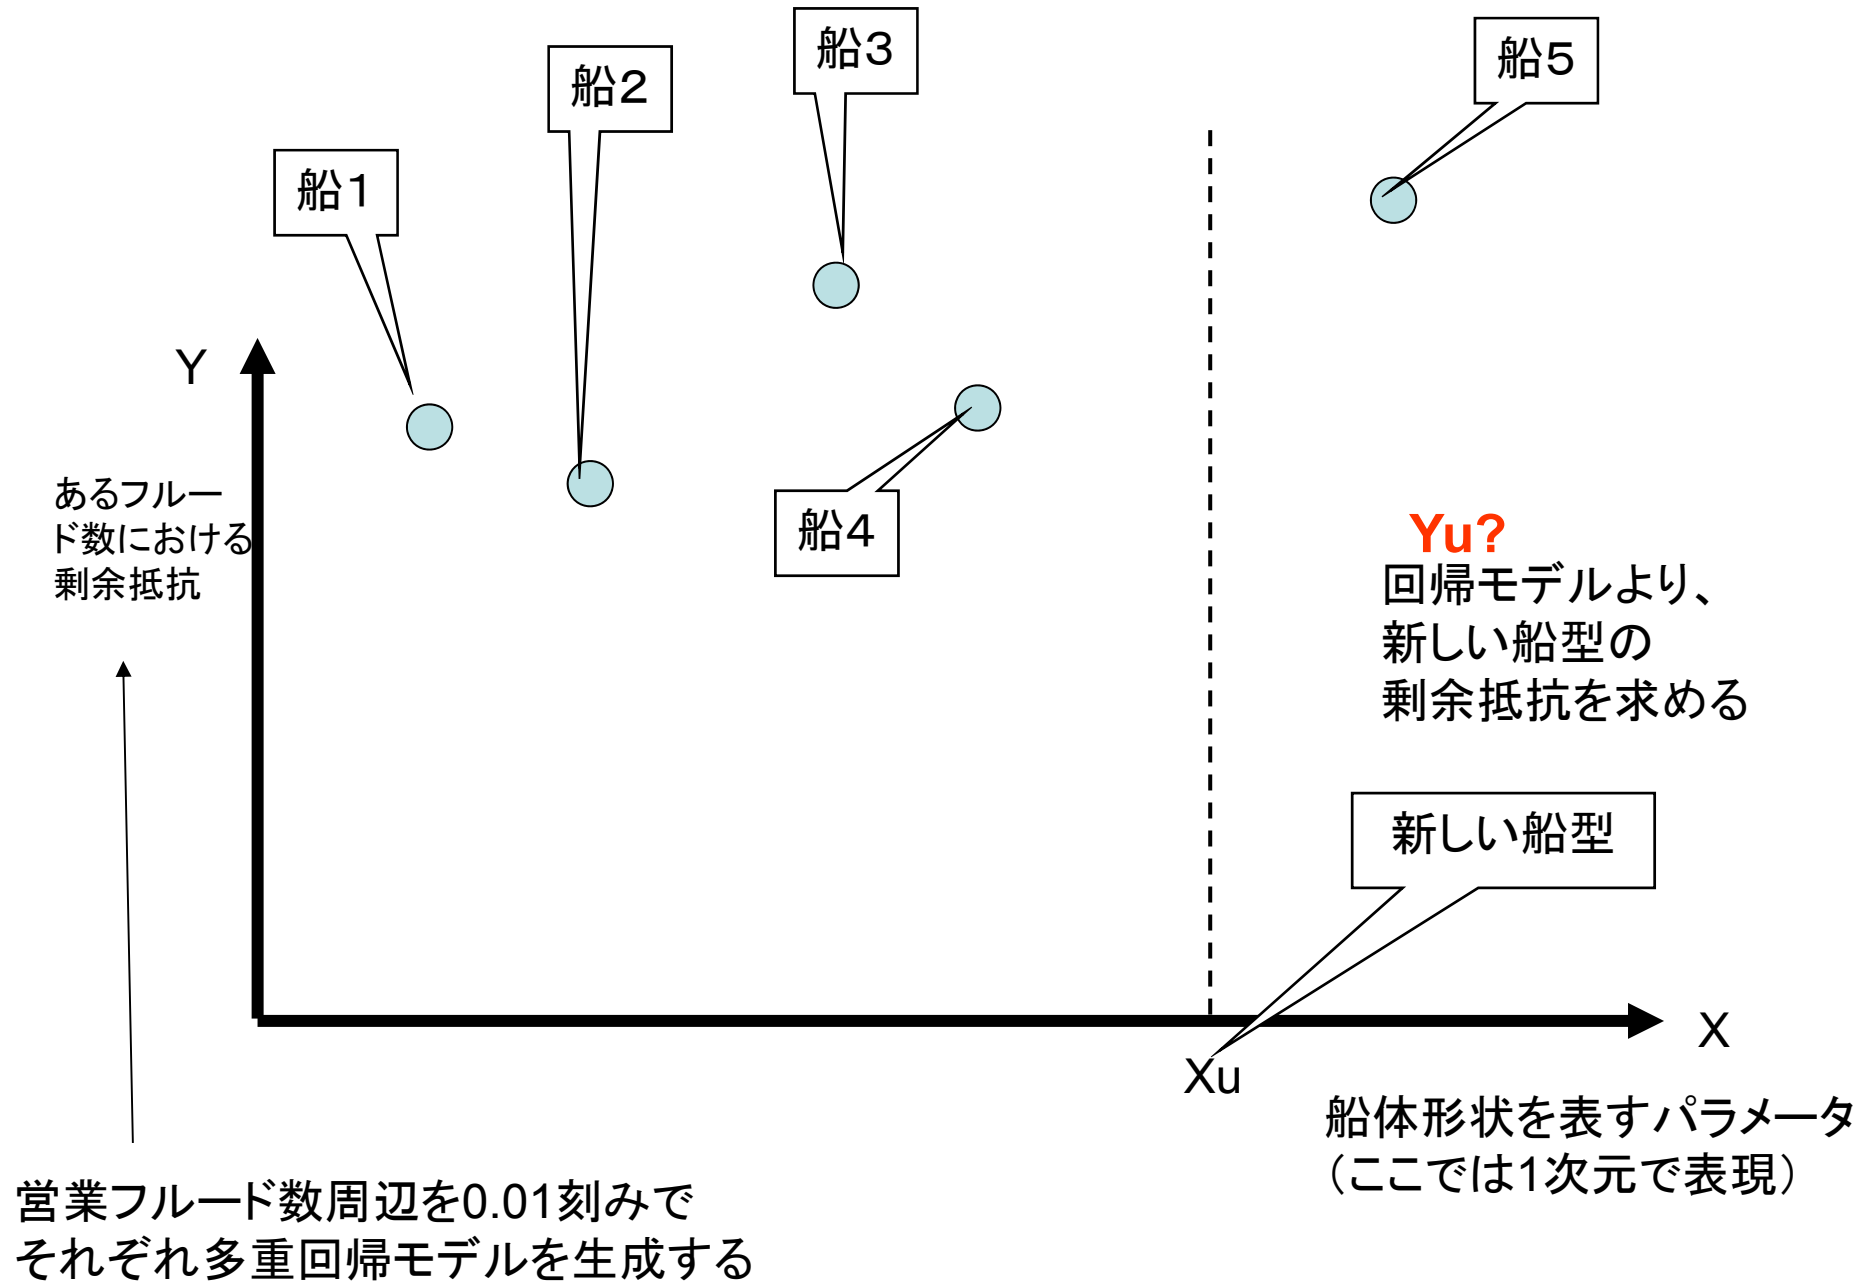 船3
船5
船2
船1
Y
あるフルー
ド数における
剰余抵抗
船4
Yu?
回帰モデルより、
新しい船型の
剰余抵抗を求める
新しい船型
X
Xu
船体形状を表すパラメータ
（ここでは1次元で表現）
営業フルード数周辺を0.01刻みで
それぞれ多重回帰モデルを生成する